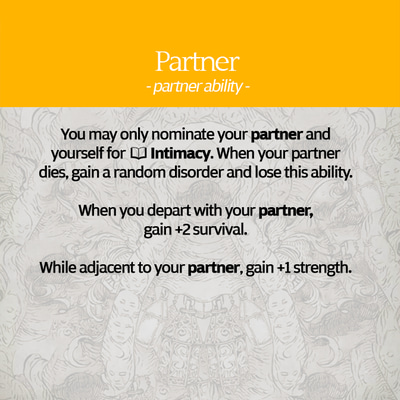 Partner
- partner ability -
You may only nominate your partner and
yourself for Intimacy. When your partner
dies, gain a random disorder and lose this ability.
When you depart with your partner,
gain +2 survival.
While adjacent to your partner, gain +1 strength.